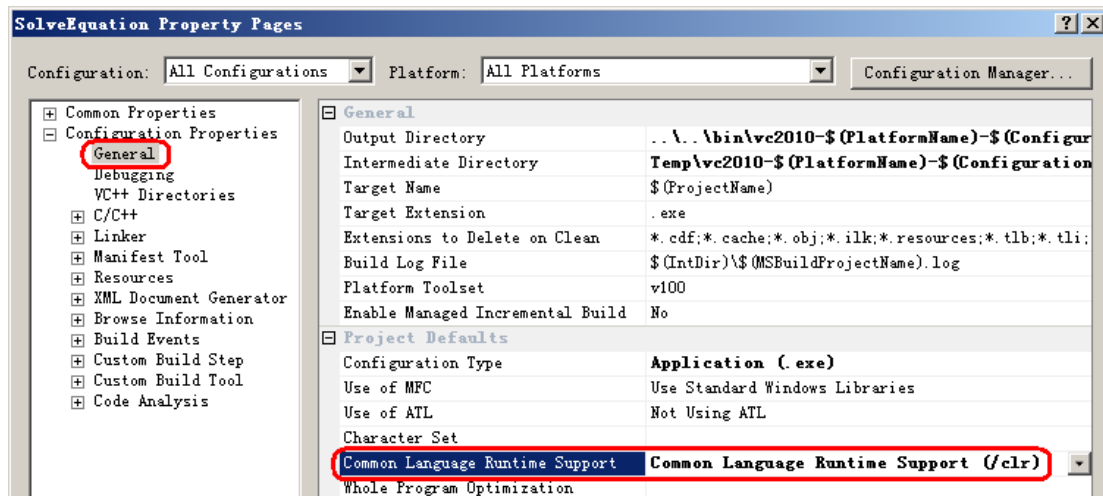 SolveEquation Property Pages
Configuration: All Configurations Platform: All Platforms Configuration Manager...
Common Properties
Configuration Properties
General
Debugging
VC++ Directories
C/C++
Linker
Manifest Tool
Resources
XML Document Generator
Browse Information
Build Events
Custom Build Step
Custom Build Tool
Code Analysis
General
Output Directory ..\..\bin\vc2010-$(PlatformName)-$(Configur
Intermediate Directory Temp\vc2010-$(PlatformName)-$(Configuration
Target Name $(ProjectName)
Target Extension .exe
Extensions to Delete on Clean *.cdf;*.cache;*.obj;*.ilk;*.resources;*.tlb;*.tli;
Build Log File $(IntDir)\$(MSBuildProjectName).log
Platform Toolset v100
Enable Managed Incremental Build No
Project Defaults
Configuration Type Application (.exe)
Use of MFC Use Standard Windows Libraries
Use of ATL Not Using ATL
Character Set
Common Language Runtime Support Common Language Runtime Support (/clr)
Whole Program Optimization